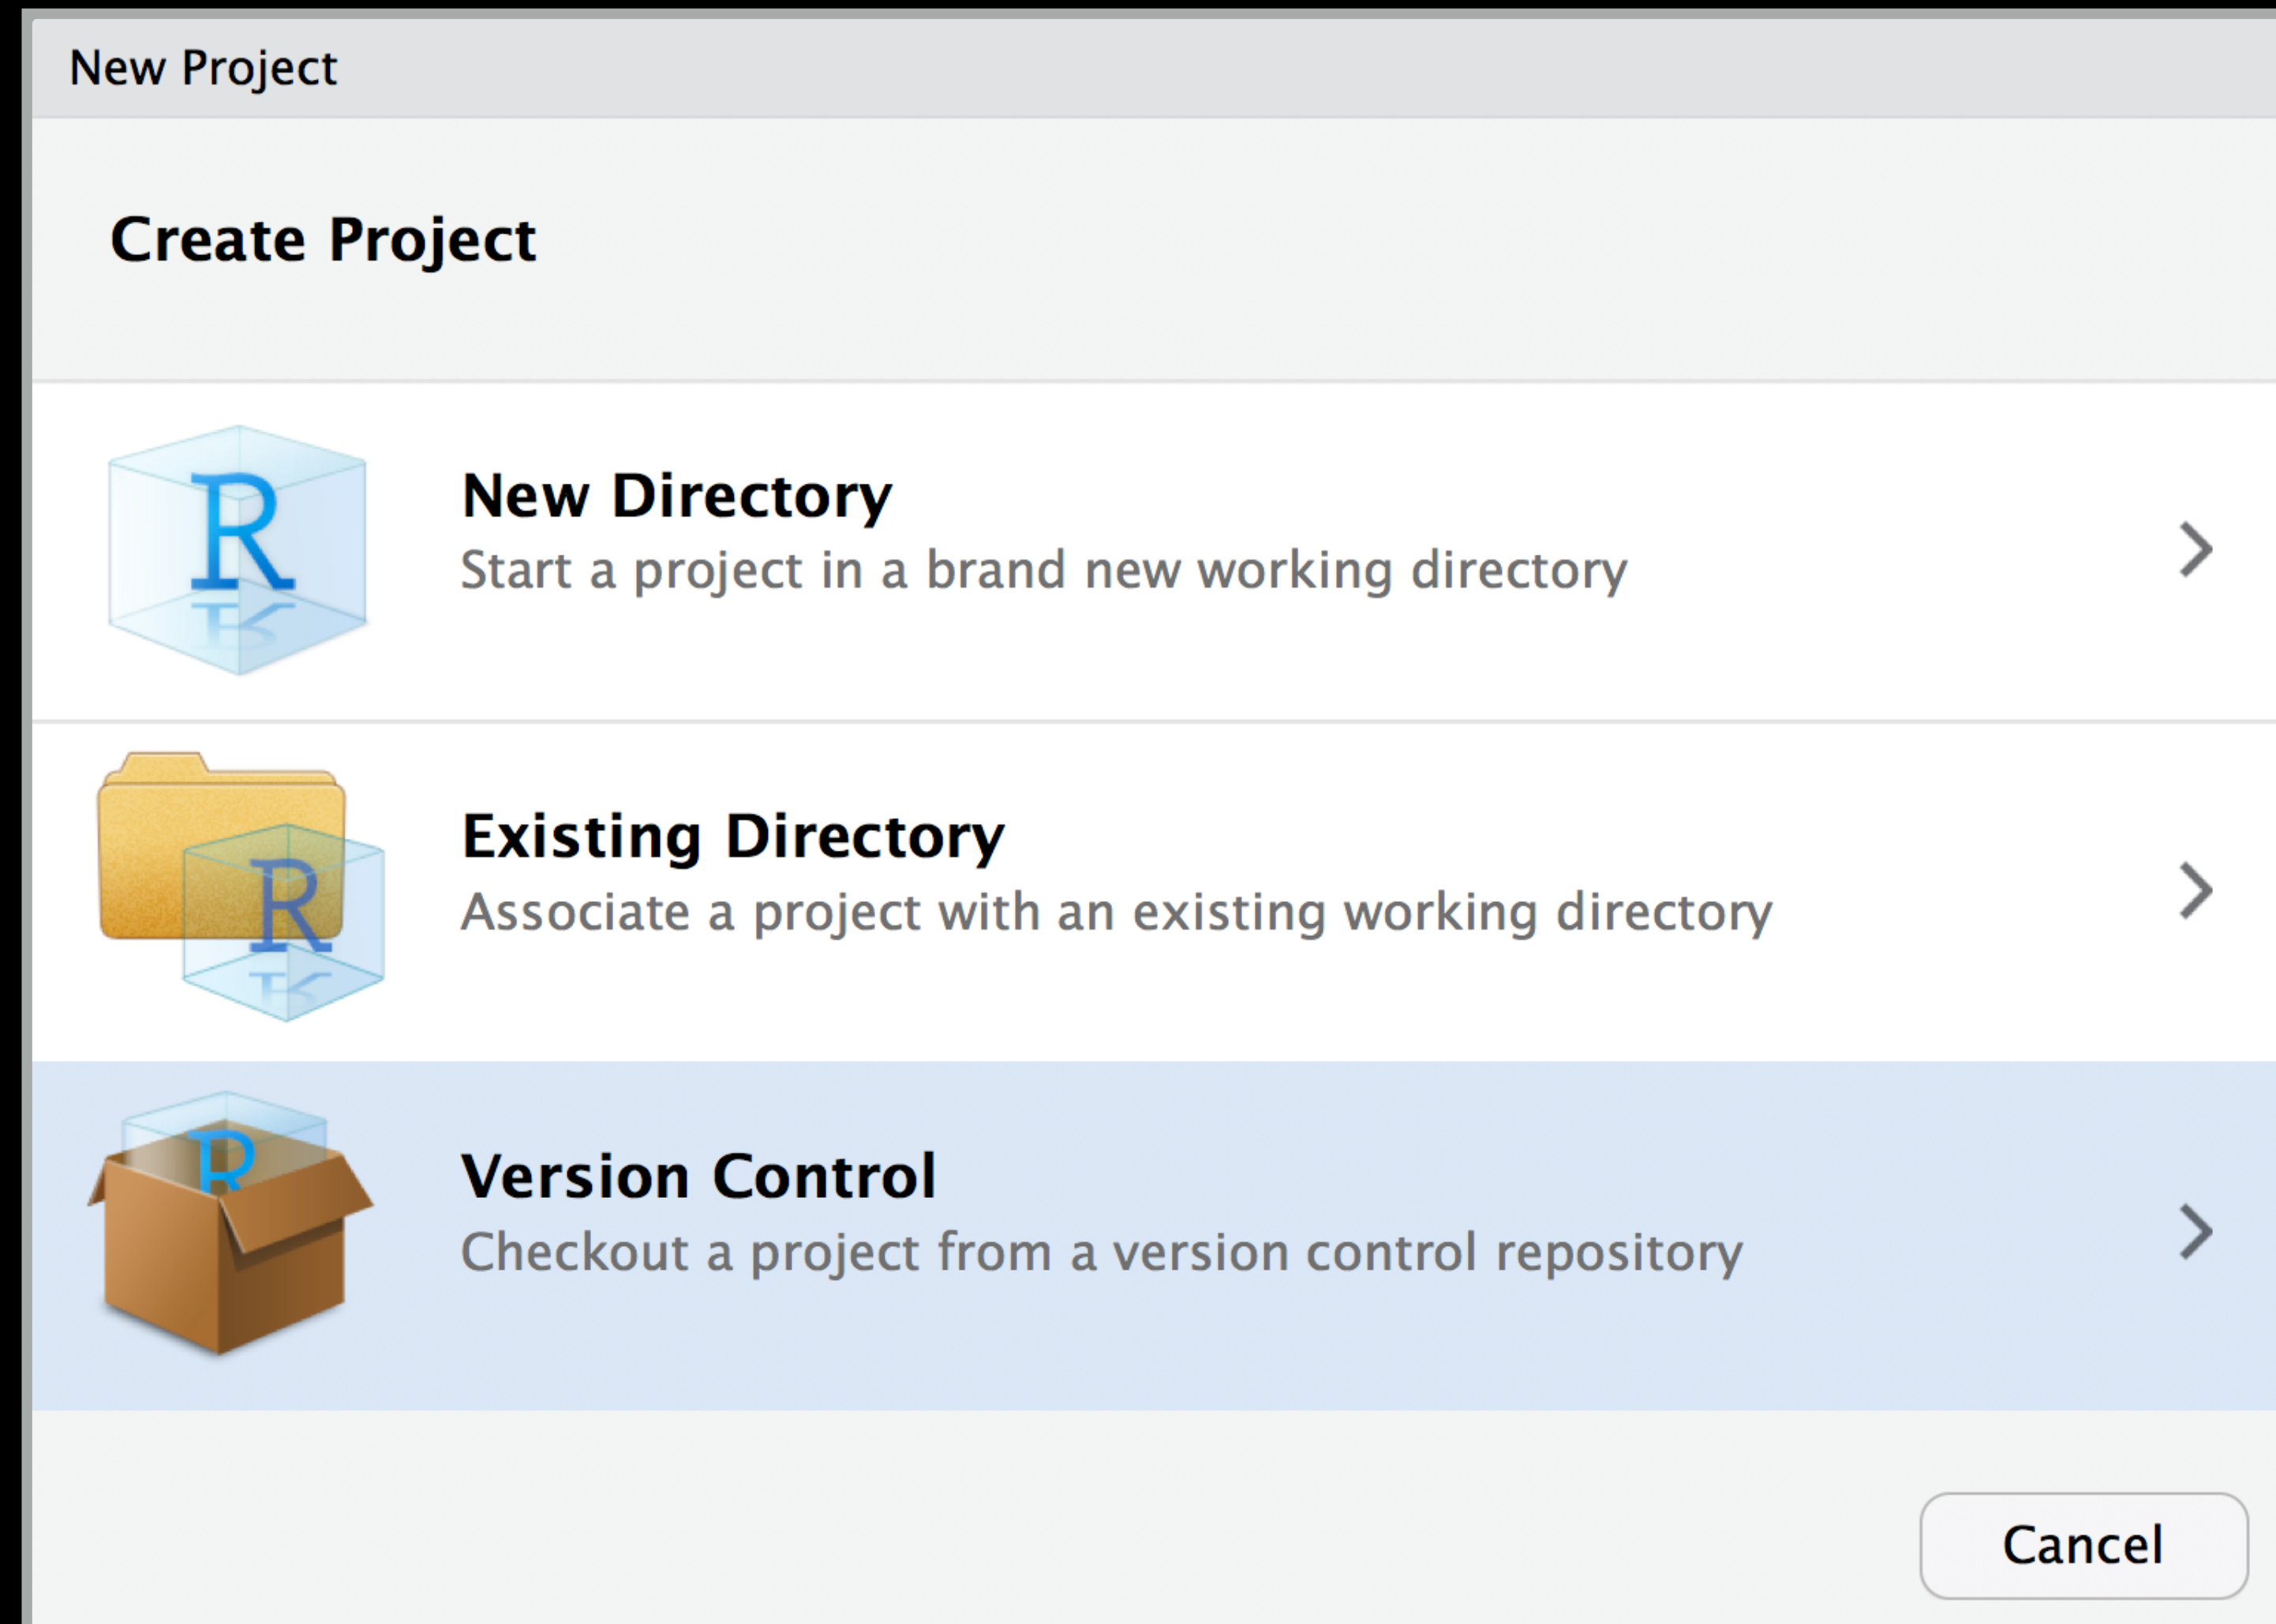 New Project
Create Project
R
New Directory
Start a project in a brand new working directory
R
Existing Directory
Associate a project with an existing working directory
R
Version Control
Checkout a project from a version control repository
Cancel